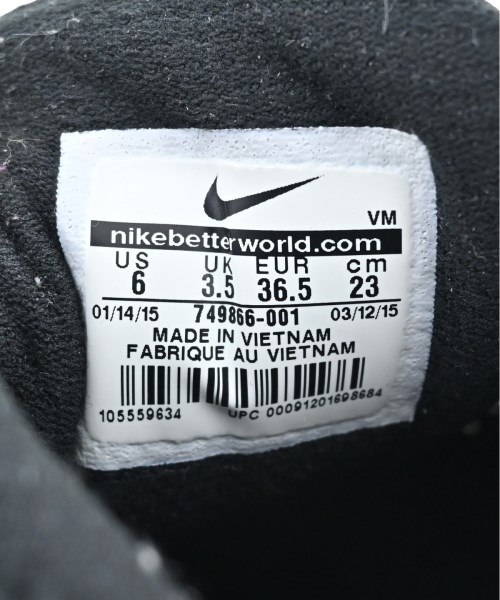 VM
nikebetterworld.com
US UK EUR cm
6 3.5 36.5 23
01/14/15 749866-001 03/12/15
MADE IN VIETNAM
FABRIQUE AU VIETNAM
105559634 UPC 00091201698684